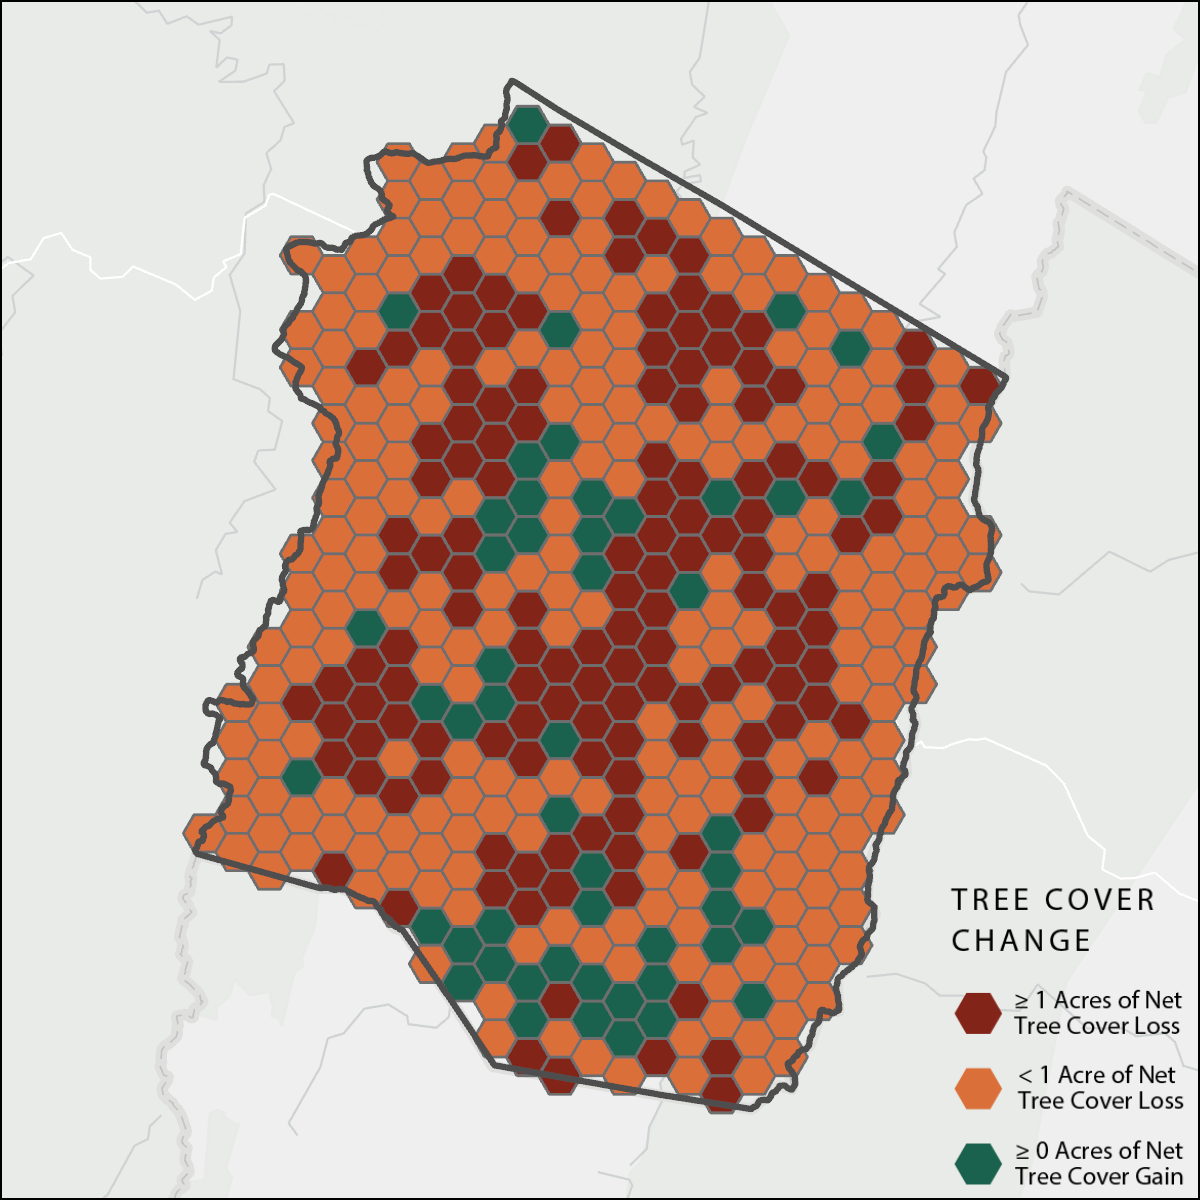 TREE COVER
CHANGE
≥ 1 Acres of Net
Tree Cover Loss
< 1 Acre of Net
Tree Cover Loss
≥ 0 Acres of Net
Tree Cover Gain